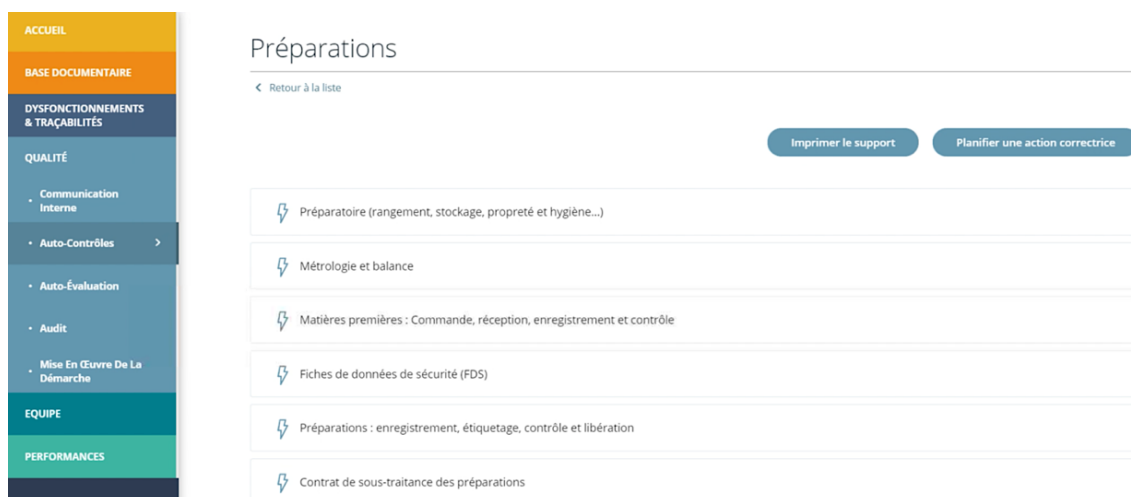 ACCUEIL
BASE DOCUMENTAIRE
DYSFONCTIONNEMENTS
& TRAÇABILITÉS
QUALITÉ
Communication
Interne
Auto-Contrôles
Auto-Évaluation
Audit
Mise En Œuvre De La
Démarche
EQUIPE
PERFORMANCES
Préparations
Retour à la liste
Imprimer le support
Planifier une action correctrice
Préparatoire (rangement, stockage, propreté et hygiène...)
Métrologie et balance
Matières premières : Commande, réception, enregistrement et contrôle
Fiches de données de sécurité (FDS)
Préparations : enregistrement, étiquetage, contrôle et libération
Contrat de sous-traitance des préparations